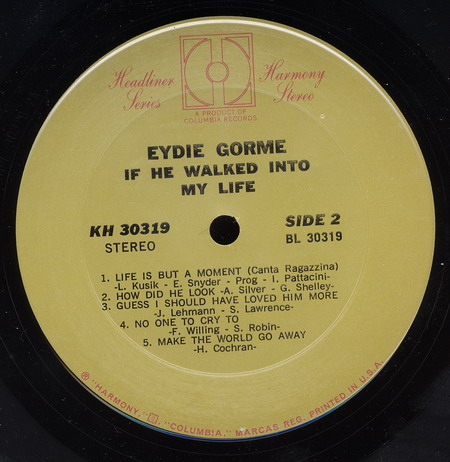 Headliner Series
Harmony Stereo
A PRODUCT OF
COLUMBIA RECORDS
EYDIE GORME
IF HE WALKED INTO
MY LIFE
KH 30319
STEREO
SIDE 2
BL 30319
1. LIFE IS BUT A MOMENT (Canta Ragazzina)
-L. Kusik - E. Snyder - Prog - I. Pattacini-
2. HOW DID HE LOOK -A. Silver - G. Shelley-
3. GUESS I SHOULD HAVE LOVED HIM MORE
-J. Lehmann - S. Lawrence-
4. NO ONE TO CRY TO
-F. Willing - S. Robin-
5. MAKE THE WORLD GO AWAY
-H. Cochran-
℗ "HARMONY," "COLUMBIA," MARCAS REG. PRINTED IN U.S.A.